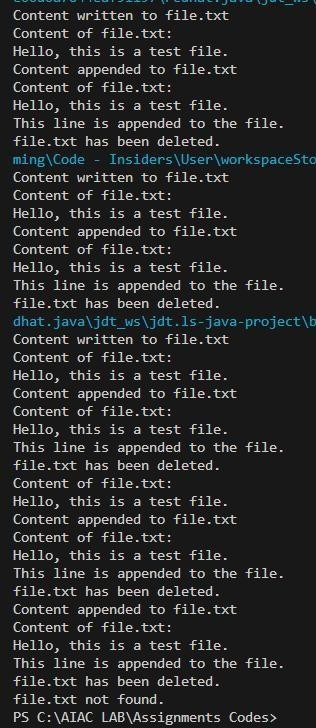 Content written to file.txt
Content of file.txt:
Hello, this is a test file.
Content appended to file.txt
Content of file.txt:
Hello, this is a test file.
This line is appended to the file.
file.txt has been deleted.
ming\Code - Insiders\User\workspaceSto
Content written to file.txt
Content of file.txt:
Hello, this is a test file.
Content appended to file.txt
Content of file.txt:
Hello, this is a test file.
This line is appended to the file.
file.txt has been deleted.
dhat.java\jdt_ws\jdt.ls-java-project\b
Content written to file.txt
Content of file.txt:
Hello, this is a test file.
Content appended to file.txt
Content of file.txt:
Hello, this is a test file.
This line is appended to the file.
file.txt has been deleted.
Content of file.txt:
Hello, this is a test file.
Content appended to file.txt
Content of file.txt:
Hello, this is a test file.
This line is appended to the file.
file.txt has been deleted.
Content appended to file.txt
Content of file.txt:
Hello, this is a test file.
This line is appended to the file.
file.txt has been deleted.
file.txt not found.
PS C:\AIAC LAB\Assignments Codes>